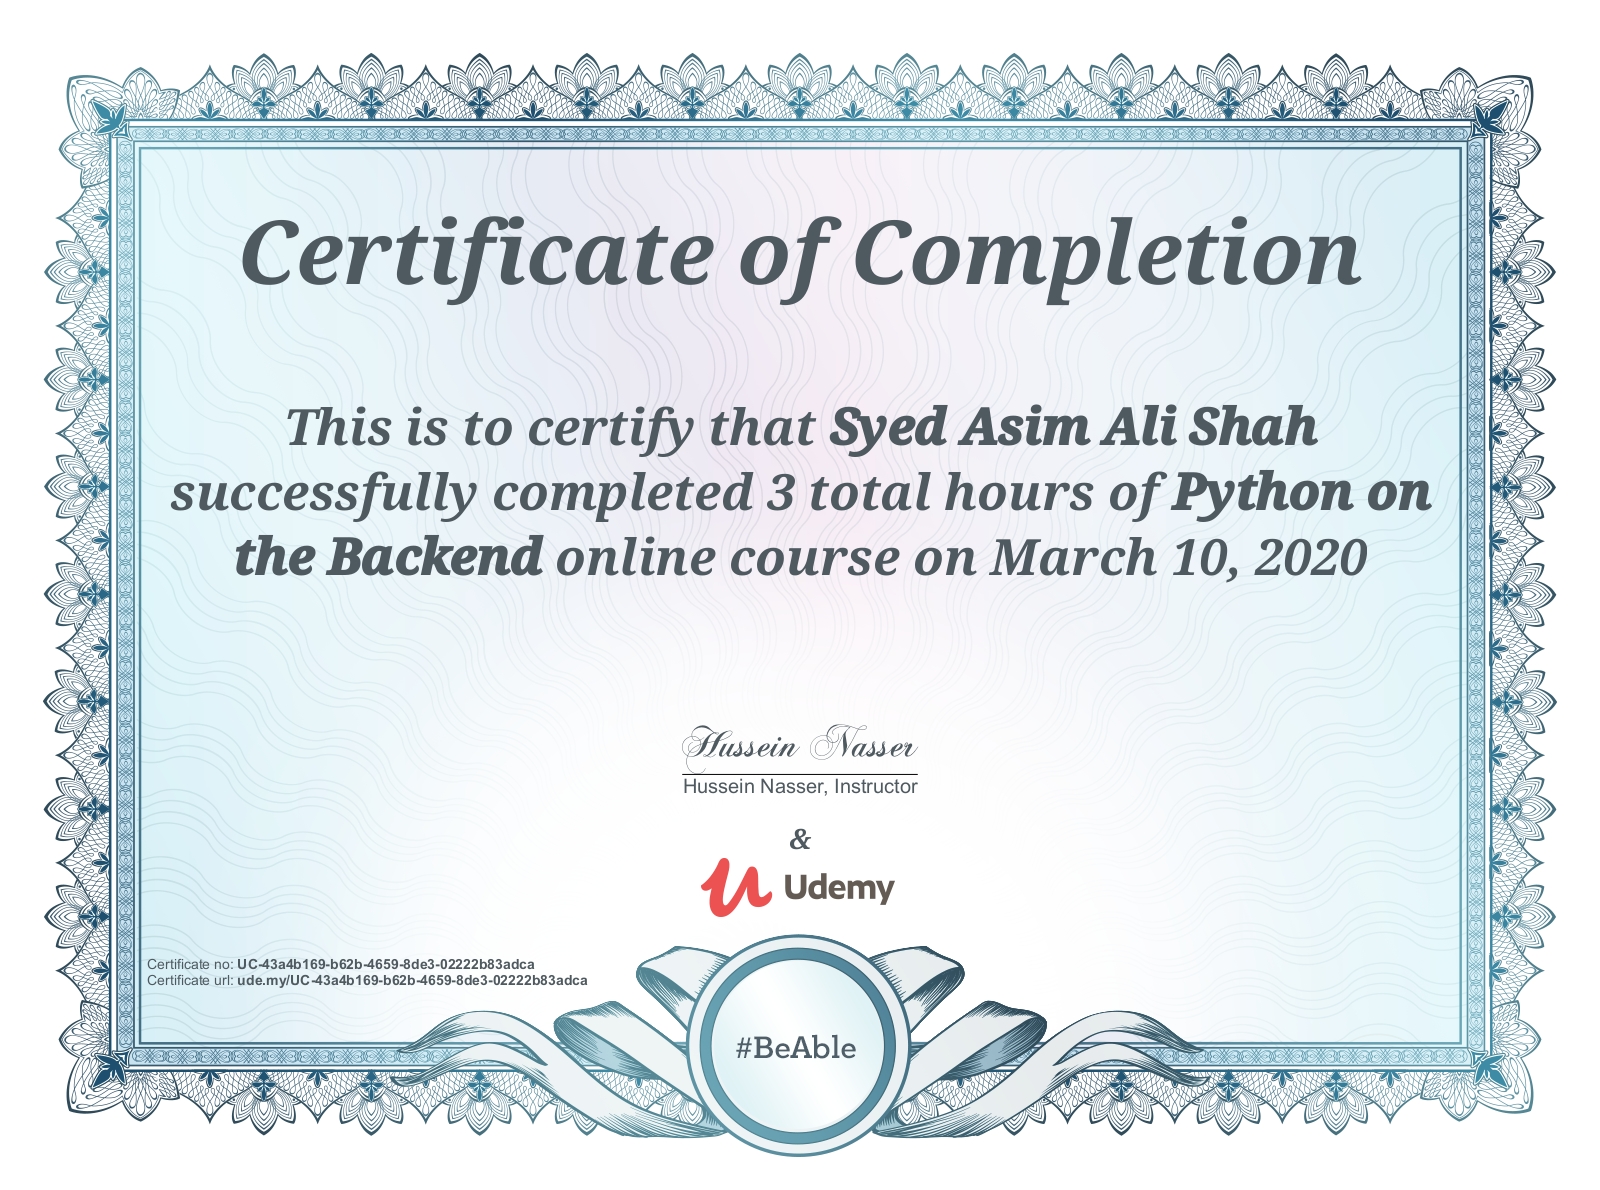 Certificate of Completion
This is to certify that Syed Asim Ali Shah
successfully completed 3 total hours of Python on
the Backend online course on March 10, 2020
Hussein Nasser
Hussein Nasser, Instructor
&
Udemy
Certificate no: UC-43a4b169-b62b-4659-8de3-02222b83adca
Certificate url: ude.my/UC-43a4b169-b62b-4659-8de3-02222b83adca
#BeAble